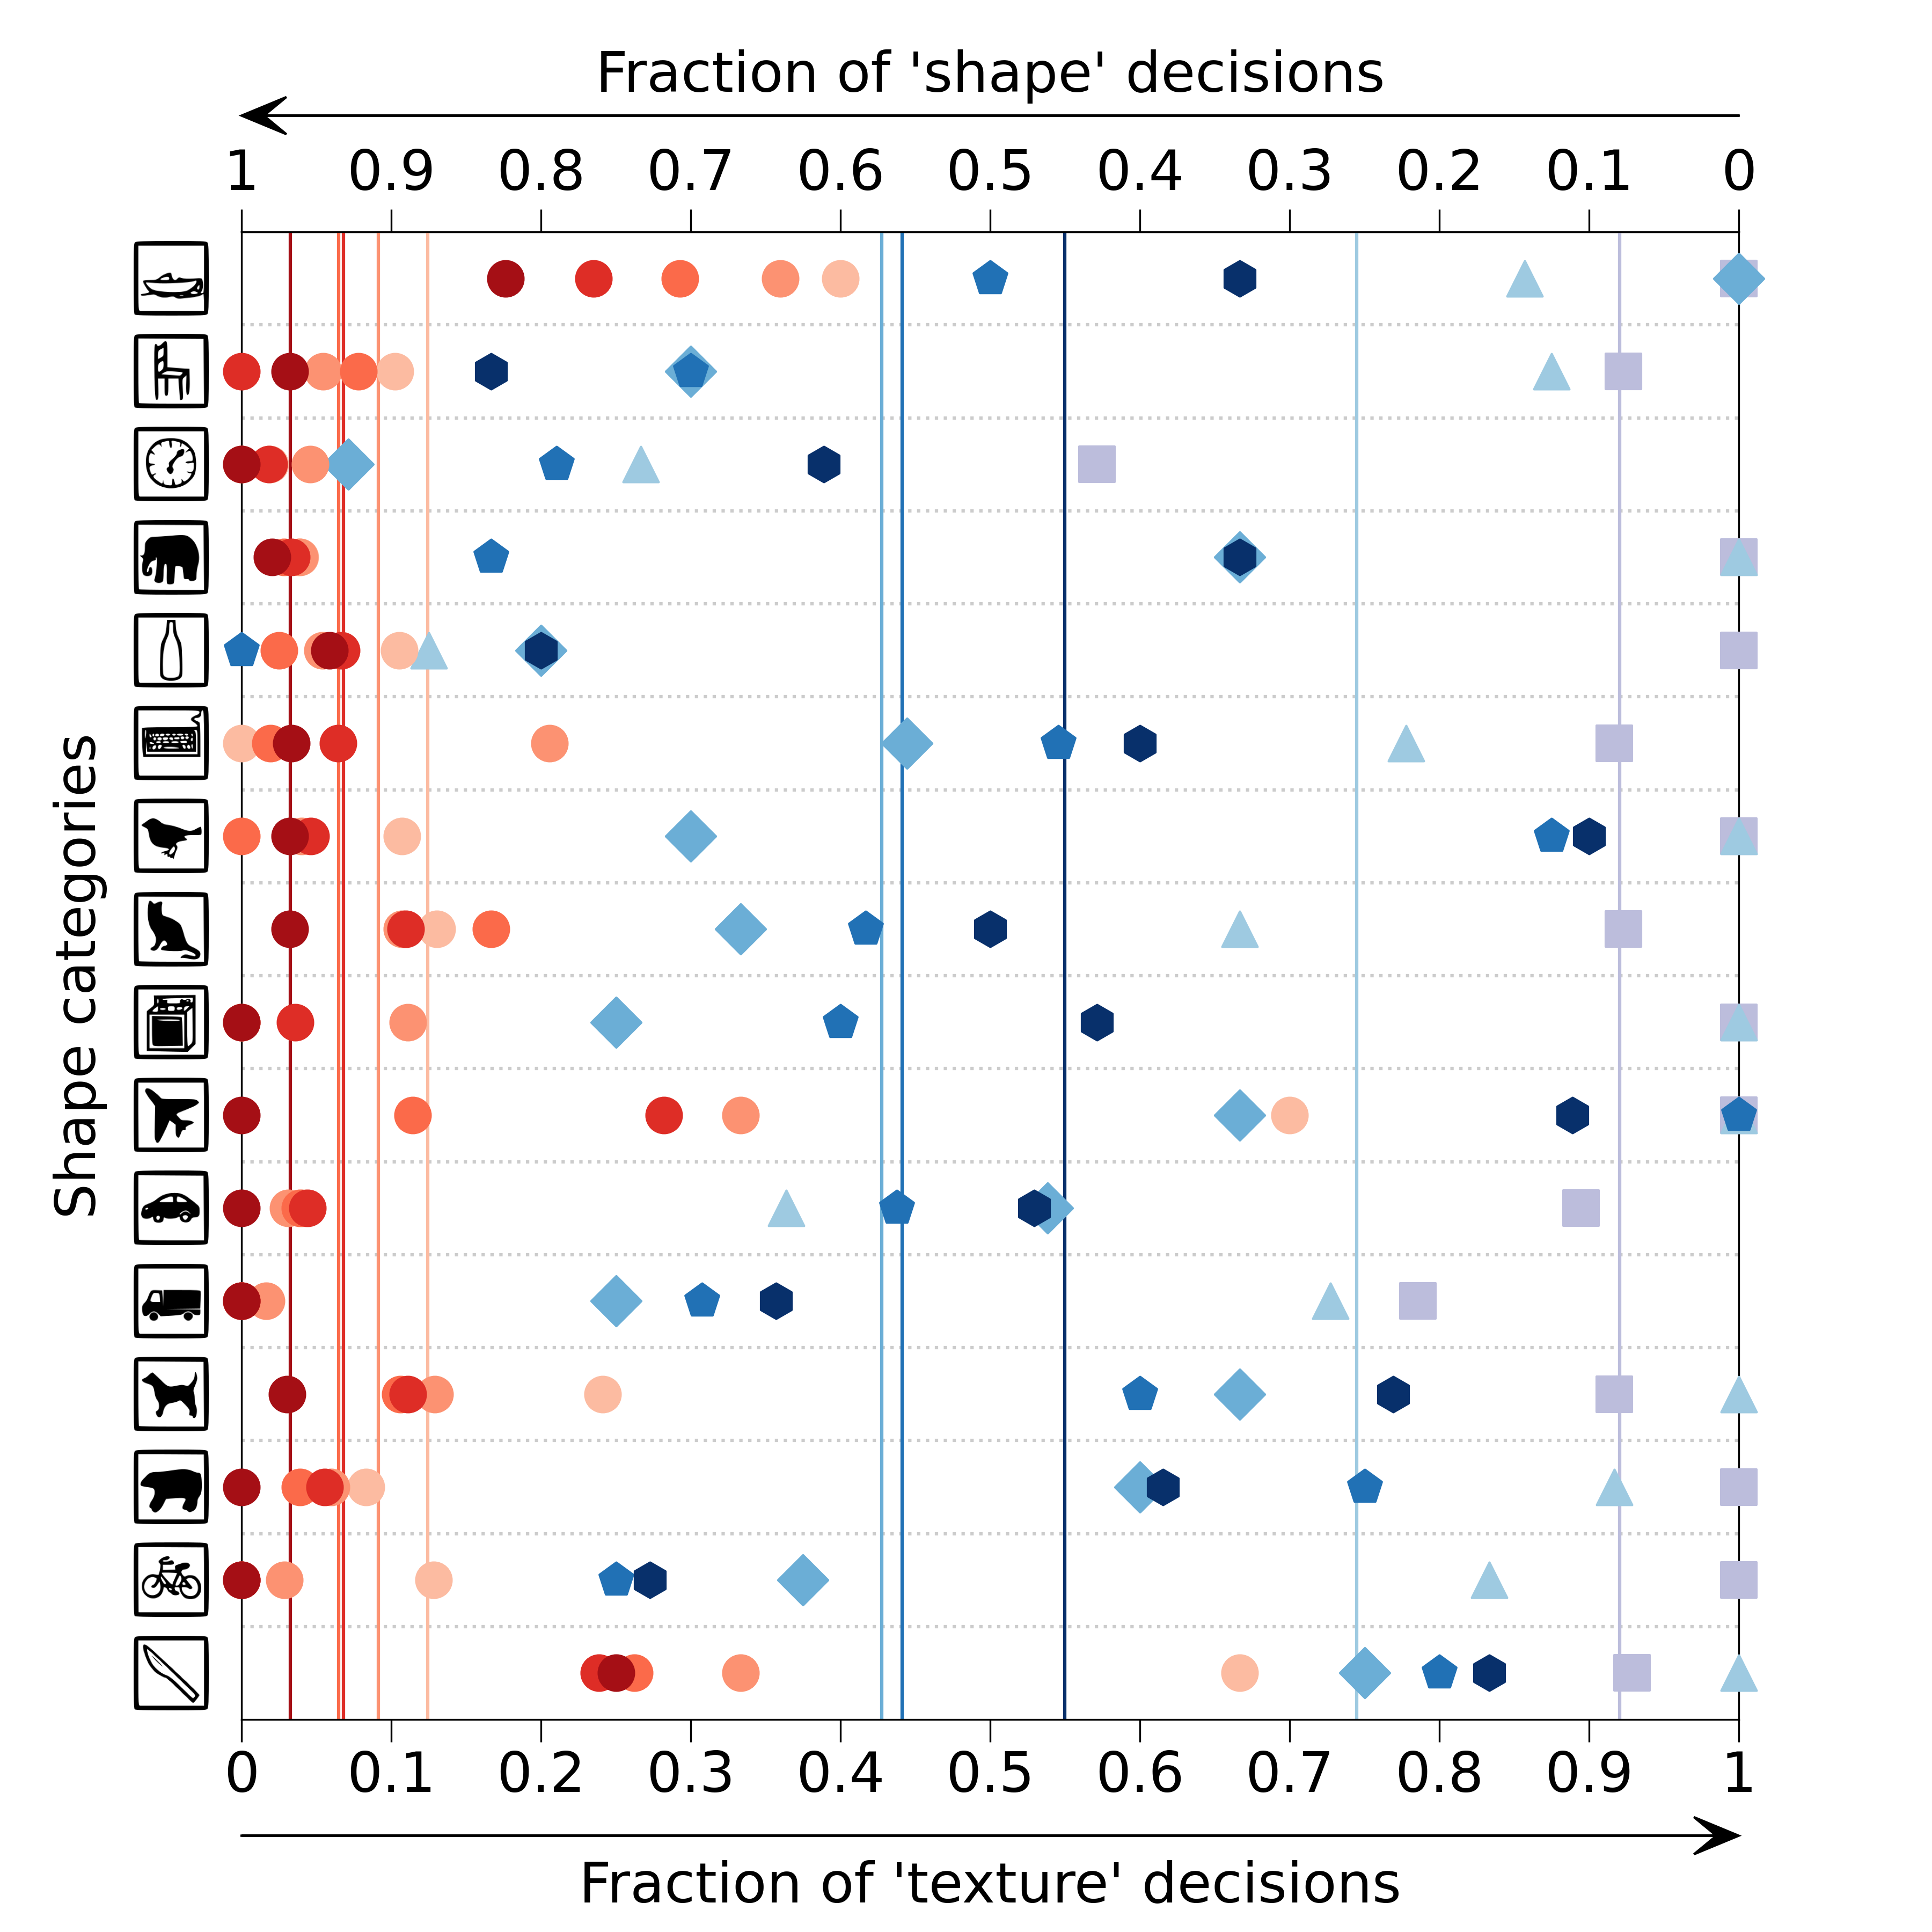 Fraction of 'shape' decisions
1 0.9 0.8 0.7 0.6 0.5 0.4 0.3 0.2 0.1 0
Shape categories
0 0.1 0.2 0.3 0.4 0.5 0.6 0.7 0.8 0.9 1
Fraction of 'texture' decisions